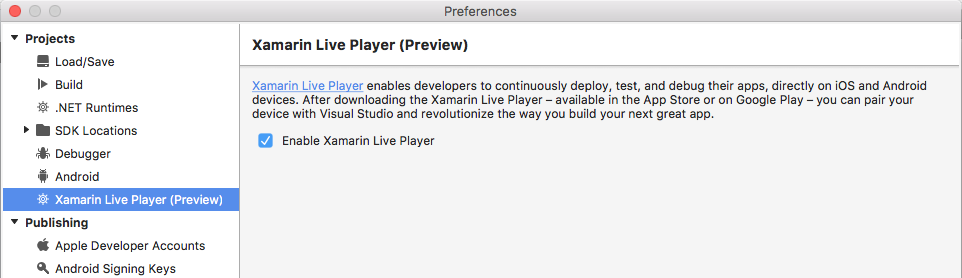 Preferences
Projects
Load/Save
Build
.NET Runtimes
SDK Locations
Debugger
Android
Xamarin Live Player (Preview)
Publishing
Apple Developer Accounts
Android Signing Keys
Xamarin Live Player (Preview)
Xamarin Live Player enables developers to continuously deploy, test, and debug their apps, directly on iOS and Android
devices. After downloading the Xamarin Live Player – available in the App Store or on Google Play – you can pair your
device with Visual Studio and revolutionize the way you build your next great app.
Enable Xamarin Live Player